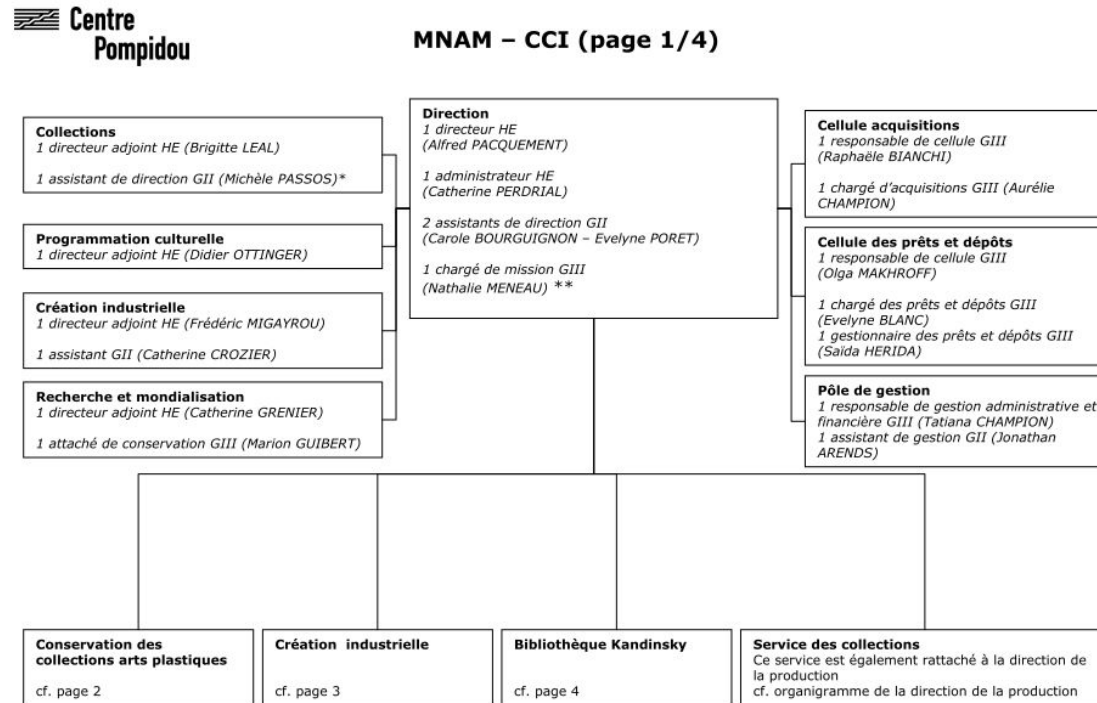 Centre
Pompidou
MNAM – CCI (page 1/4)
Collections
1 directeur adjoint HE (Brigitte LEAL)
1 assistant de direction GII (Michèle PASSOS)*
Programmation culturelle
1 directeur adjoint HE (Didier OTTINGER)
Création industrielle
1 directeur adjoint HE (Frédéric MIGAYROU)
1 assistant GII (Catherine CROZIER)
Recherche et mondialisation
1 directeur adjoint HE (Catherine GRENIER)
1 attaché de conservation GIII (Marion GUIBERT)
Direction
1 directeur HE
(Alfred PACQUEMENT)
1 administrateur HE
(Catherine PERDRIAL)
2 assistants de direction GII
(Carole BOURGUIGNON – Evelyne PORET)
1 chargé de mission GIII
(Nathalie MENEAU) **
Cellule acquisitions
1 responsable de cellule GIII
(Raphaële BIANCHI)
1 chargé d’acquisitions GIII (Aurélie
CHAMPION)
Cellule des prêts et dépôts
1 responsable de cellule GIII
(Olga MAKHROFF)
1 chargé des prêts et dépôts GIII
(Evelyne BLANC)
1 gestionnaire des prêts et dépôts GIII
(Saïda HERIDA)
Pôle de gestion
1 responsable de gestion administrative et
financière GIII (Tatiana CHAMPION)
1 assistant de gestion GII (Jonathan
ARENDS)
Conservation des
collections arts plastiques
cf. page 2
Création industrielle
cf. page 3
Bibliothèque Kandinsky
cf. page 4
Service des collections
Ce service est également rattaché à la direction de
la production
cf. organigramme de la direction de la production